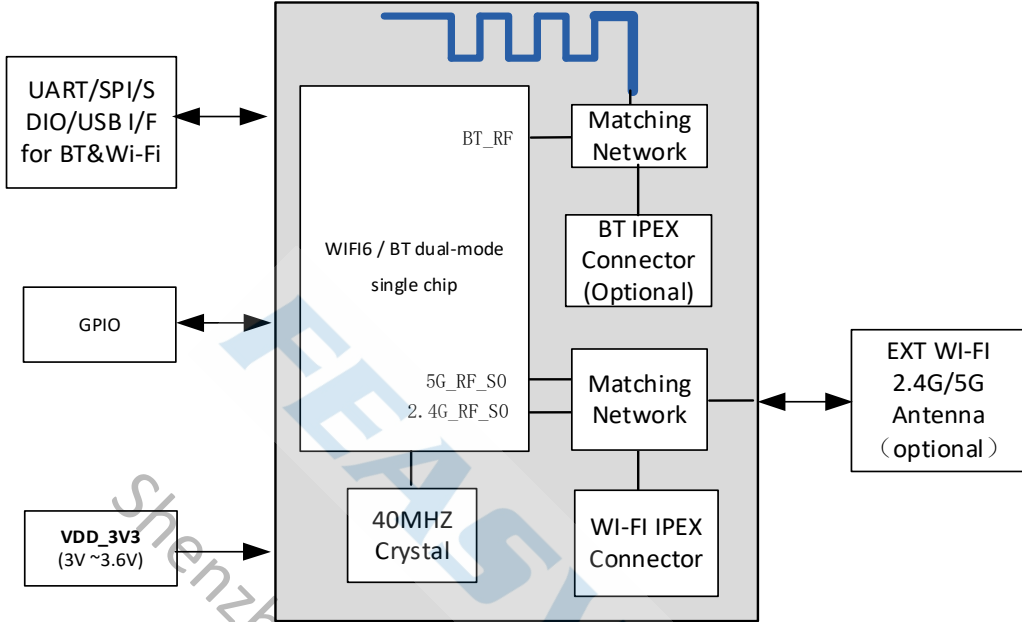 UART/SPI/S
DIO/USB I/F
for BT&Wi-Fi
GPIO
VDD_3V3
(3V ~3.6V)
BT_RF
WIFI6 / BT dual-mode
single chip
5G_RF_S0
2.4G_RF_S0
40MHZ
Crystal
Matching
Network
BT IPEX
Connector
(Optional)
Matching
Network
WI-FI IPEX
Connector
EXT WI-FI
2.4G/5G
Antenna
（optional）
FEASY
Shenzh